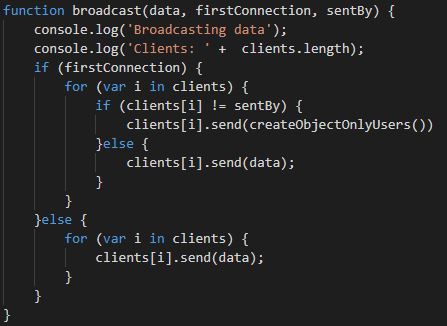 function broadcast(data, firstConnection, sentBy) {
    console.log('Broadcasting data');
    console.log('Clients: ' +  clients.length);
    if (firstConnection) {
        for (var i in clients) {
            if (clients[i] != sentBy) {
                clients[i].send(createObjectOnlyUsers())
            }else {
                clients[i].send(data);
            }
        }
    }else {
        for (var i in clients) {
            clients[i].send(data);
        }
    }
}